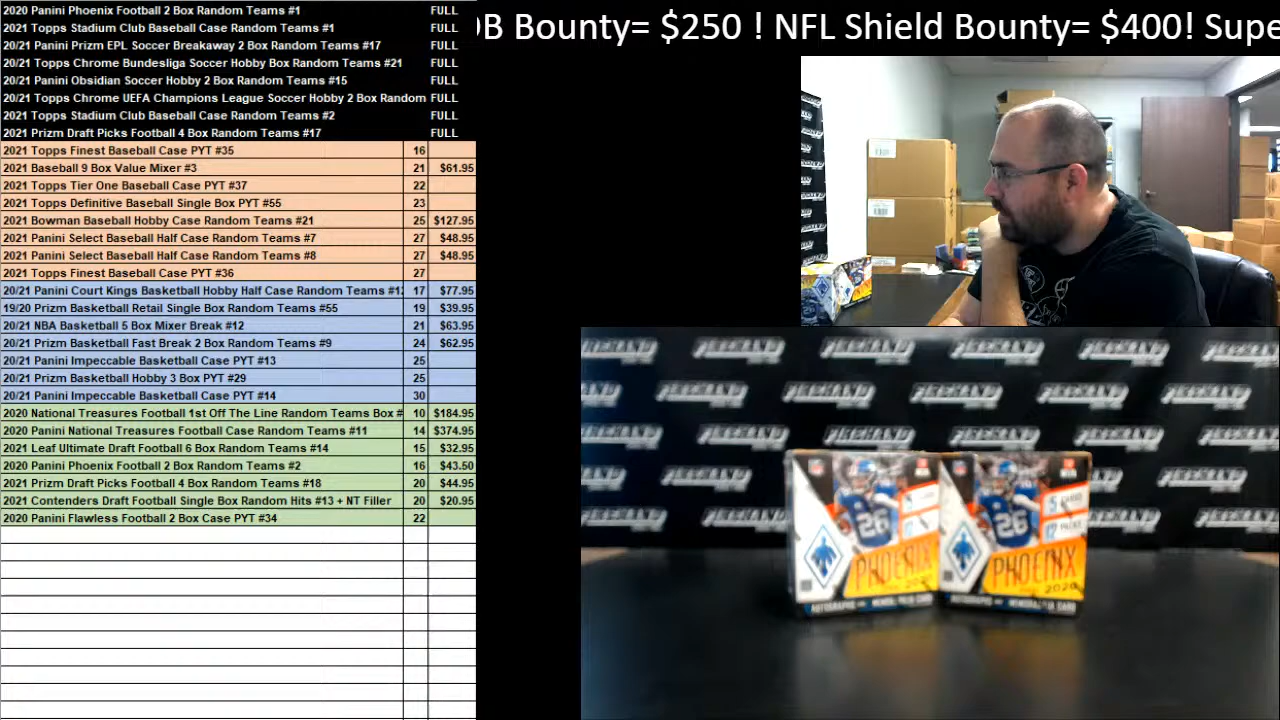 2020 Panini Phoenix Football 2 Box Random Teams #1 FULL
2021 Topps Stadium Club Baseball Case Random Teams #1 FULL
20/21 Panini Prizm EPL Soccer Breakaway 2 Box Random Teams #17 FULL
20/21 Topps Chrome Bundesliga Soccer Hobby Box Random Teams #21 FULL
20/21 Panini Obsidian Soccer Hobby 2 Box Random Teams #15 FULL
20/21 Topps Chrome UEFA Champions League Soccer Hobby 2 Box Random FULL
2021 Topps Stadium Club Baseball Case Random Teams #2 FULL
2021 Prizm Draft Picks Football 4 Box Random Teams #17 FULL
2021 Topps Finest Baseball Case PYT #35 16
2021 Baseball 9 Box Value Mixer #3 21 $61.95
2021 Topps Tier One Baseball Case PYT #37 22
2021 Topps Definitive Baseball Single Box PYT #55 23
2021 Bowman Baseball Hobby Case Random Teams #21 25 $127.95
2021 Panini Select Baseball Half Case Random Teams #7 27 $48.95
2021 Panini Select Baseball Half Case Random Teams #8 27 $48.95
2021 Topps Finest Baseball Case PYT #36 27
20/21 Panini Court Kings Basketball Hobby Half Case Random Teams #12 17 $77.95
19/20 Prizm Basketball Retail Single Box Random Teams #55 19 $39.95
20/21 NBA Basketball 5 Box Mixer Break #12 21 $63.95
20/21 Prizm Basketball Fast Break 2 Box Random Teams #9 24 $62.95
20/21 Panini Impeccable Basketball Case PYT #13 25
20/21 Prizm Basketball Hobby 3 Box PYT #29 25
20/21 Panini Impeccable Basketball Case PYT #14 30
2020 National Treasures Football 1st Off The Line Random Teams Box # 10 $184.95
2020 Panini National Treasures Football Case Random Teams #11 14 $374.95
2021 Leaf Ultimate Draft Football 6 Box Random Teams #14 15 $32.95
2020 Panini Phoenix Football 2 Box Random Teams #2 16 $43.50
2021 Prizm Draft Picks Football 4 Box Random Teams #18 20 $44.95
2021 Contenders Draft Football Single Box Random Hits #13 + NT Filler 20 $20.95
2020 Panini Flawless Football 2 Box Case PYT #34 22
OB Bounty= $250 ! NFL Shield Bounty= $400! Supe
26
PHOENIX
2020
26
PHOENIX
2020